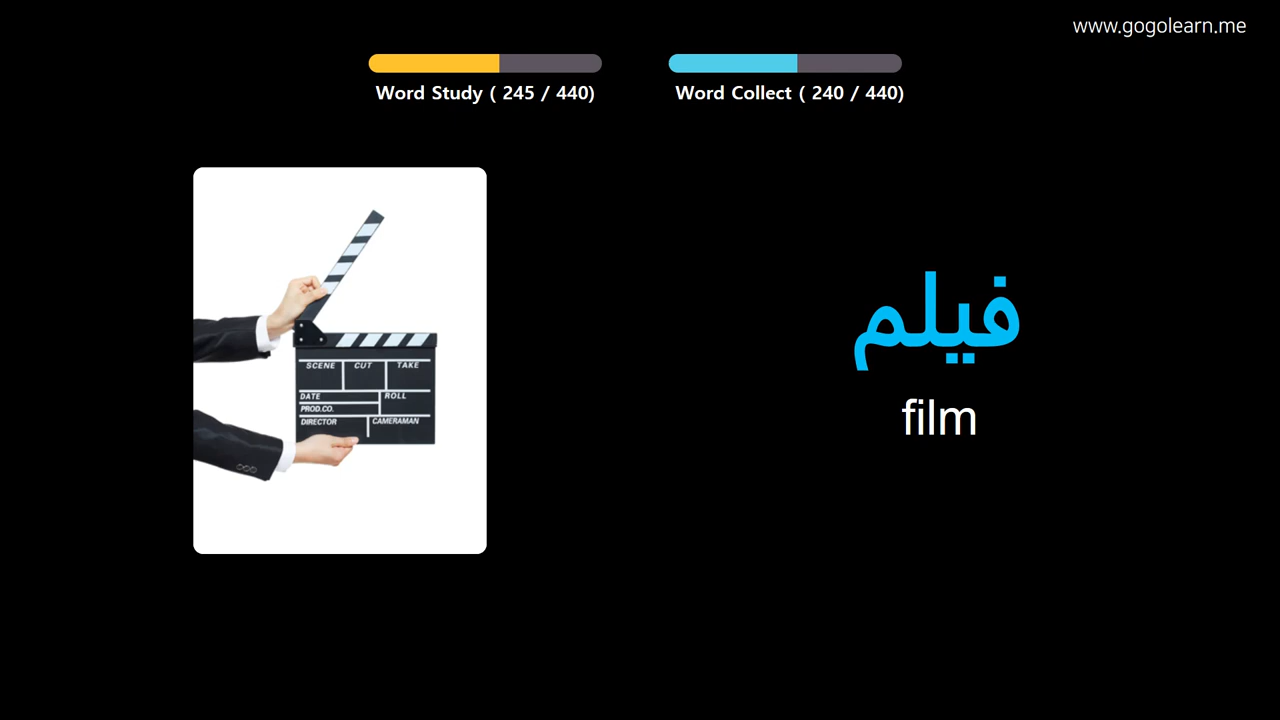 www.gogolearn.me
Word Study ( 245 / 440)
Word Collect ( 240 / 440)
SCENE CUT TAKE
DATE ROLL
PROD.CO.
DIRECTOR CAMERAMAN
فيلم
film